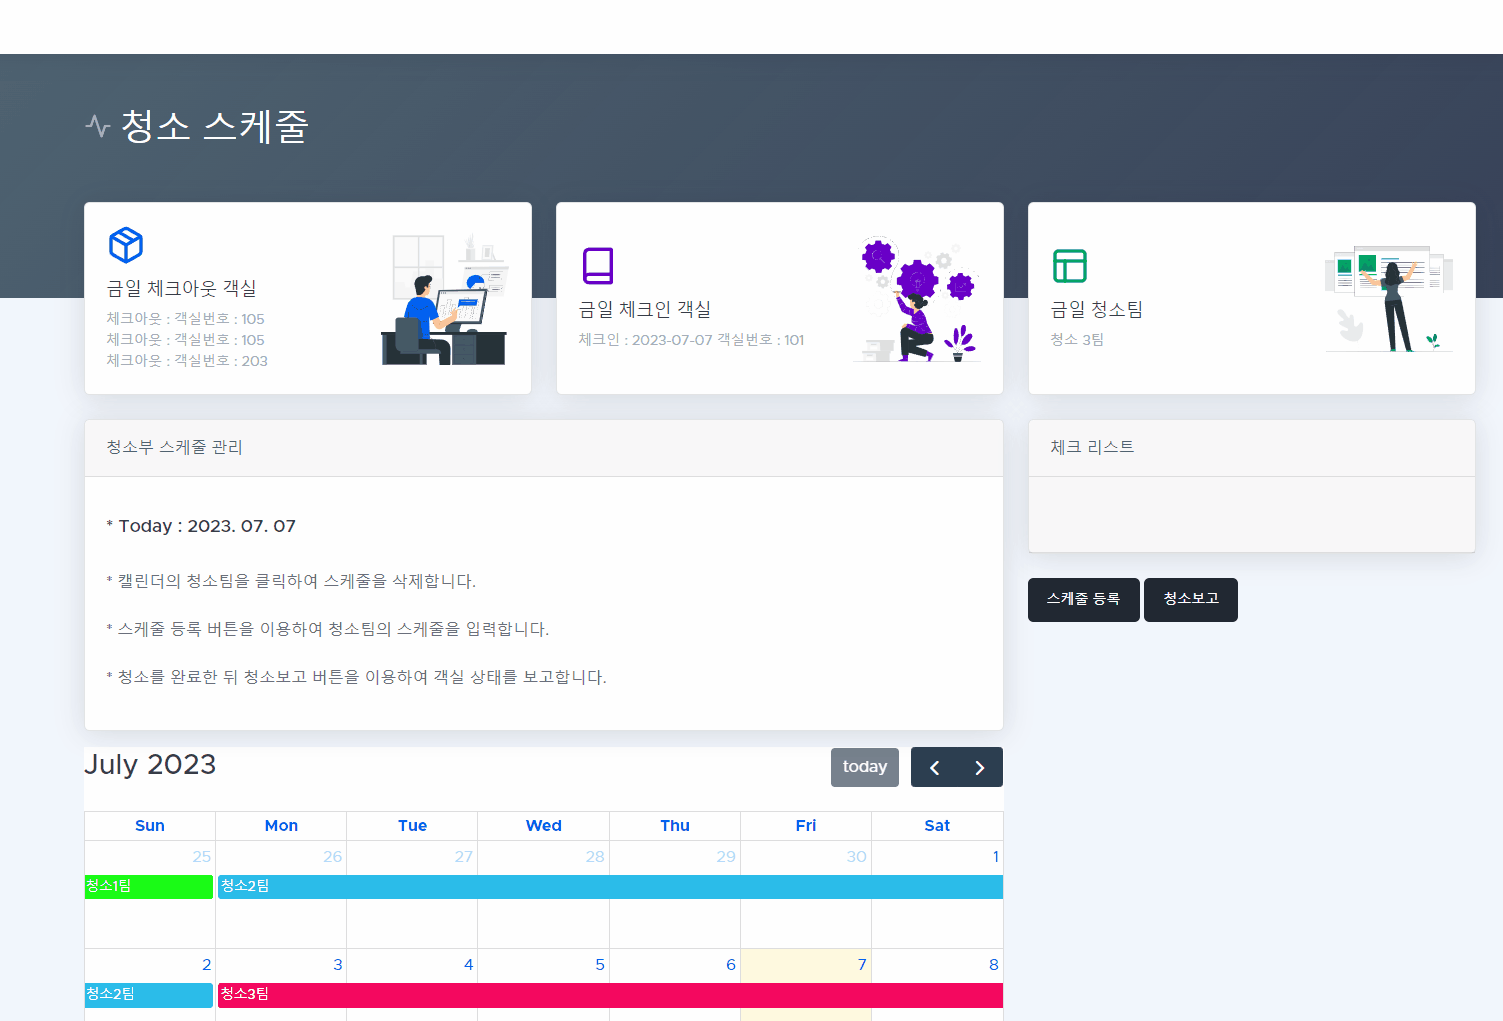 청소 스케줄
금일 체크아웃 객실
체크아웃 : 객실번호 : 105
체크아웃 : 객실번호 : 105
체크아웃 : 객실번호 : 203
금일 체크인 객실
체크인 : 2023-07-07 객실번호 : 101
금일 청소팀
청소 3팀
청소부 스케줄 관리
* Today : 2023. 07. 07
* 캘린더의 청소팀을 클릭하여 스케줄을 삭제합니다.
* 스케줄 등록 버튼을 이용하여 청소팀의 스케줄을 입력합니다.
* 청소를 완료한 뒤 청소보고 버튼을 이용하여 객실 상태를 보고합니다.
체크 리스트
스케줄 등록 청소보고
July 2023 today
Sun Mon Tue Wed Thu Fri Sat
25 26 27 28 29 30 1
청소1팀 청소2팀
2 3 4 5 6 7 8
청소2팀 청소3팀